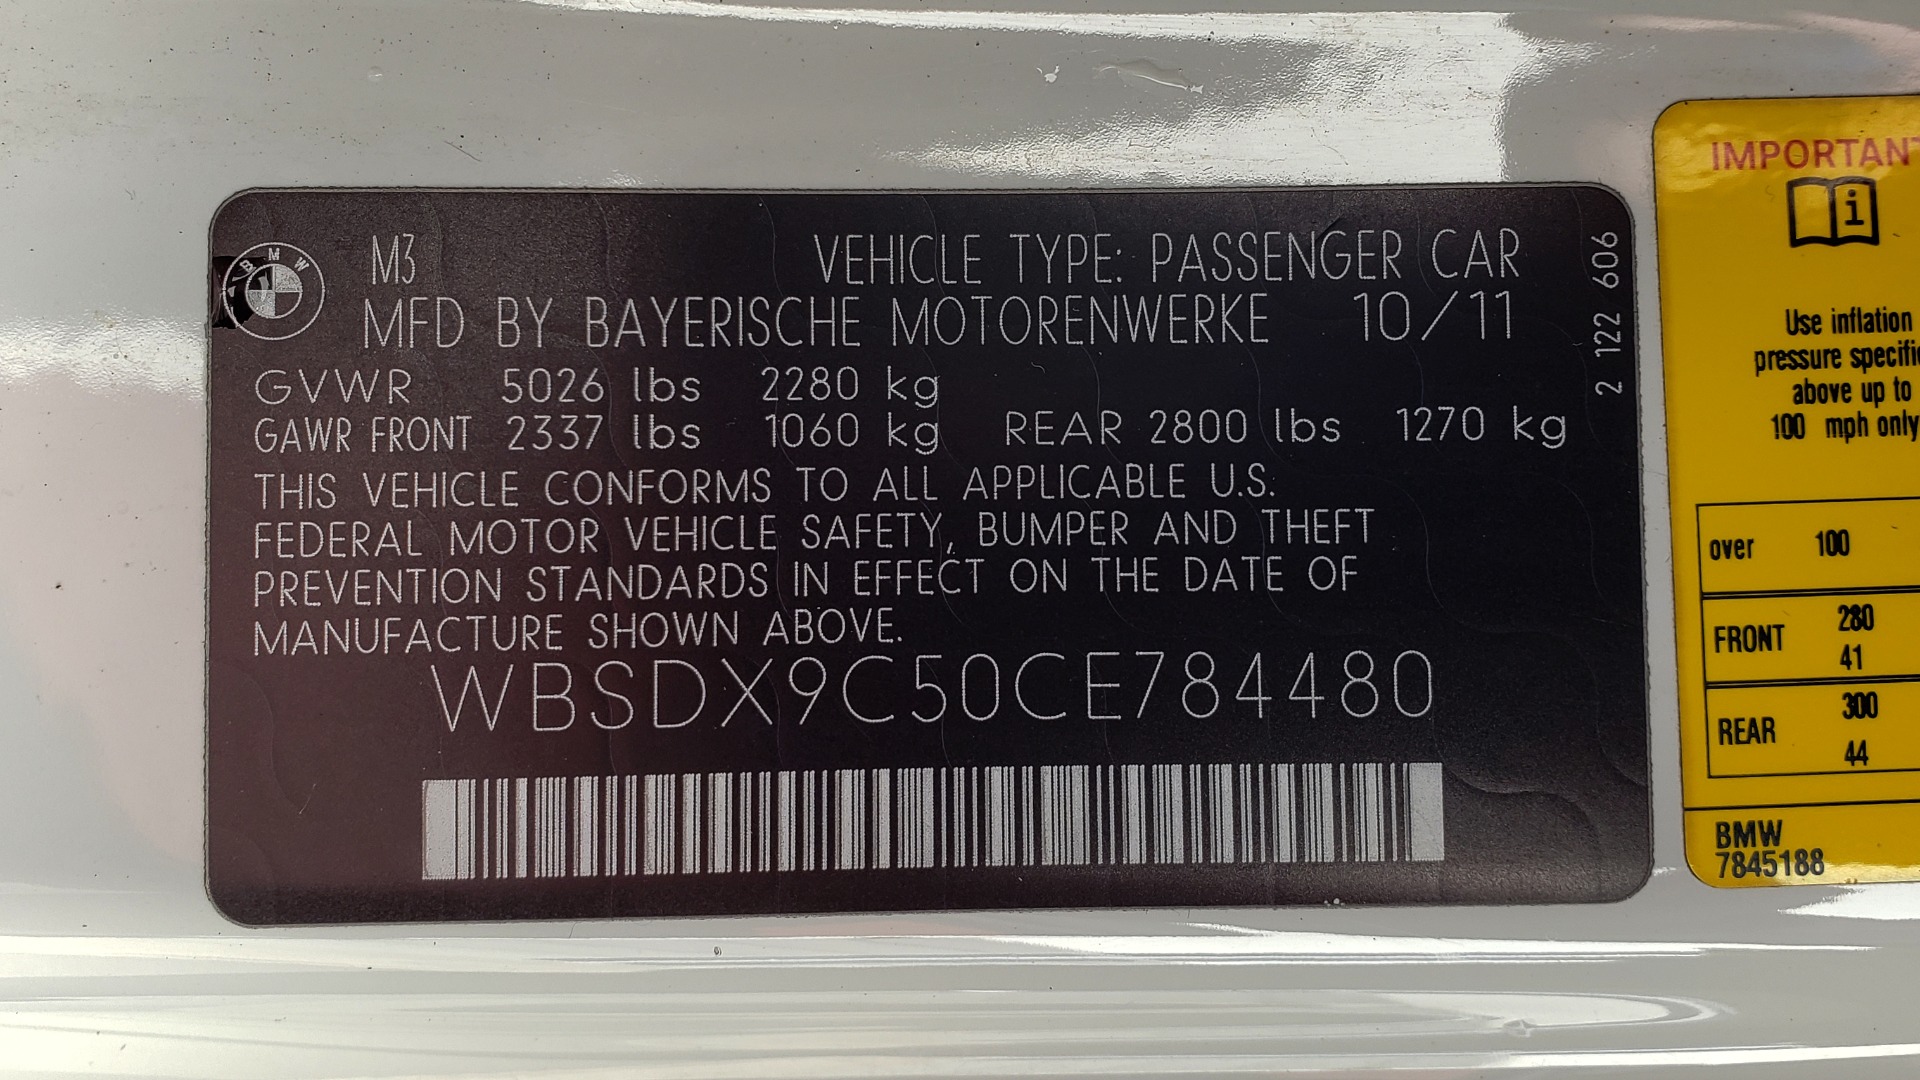 BMW
M3 VEHICLE TYPE: PASSENGER CAR
MFD BY BAYERISCHE MOTORENWERKE 10/11
GVWR 5026 lbs 2280 kg
GAWR FRONT 2337 lbs 1060 kg REAR 2800 lbs 1270 kg
THIS VEHICLE CONFORMS TO ALL APPLICABLE U.S.
FEDERAL MOTOR VEHICLE SAFETY, BUMPER AND THEFT
PREVENTION STANDARDS IN EFFECT ON THE DATE OF
MANUFACTURE SHOWN ABOVE.
WBSDX9C50CE784480
2 122 606
IMPORTANT
i
Use inflation
pressure
above up to
100 mph only
over 100
FRONT 280
41
REAR 300
44
BMW
7845188